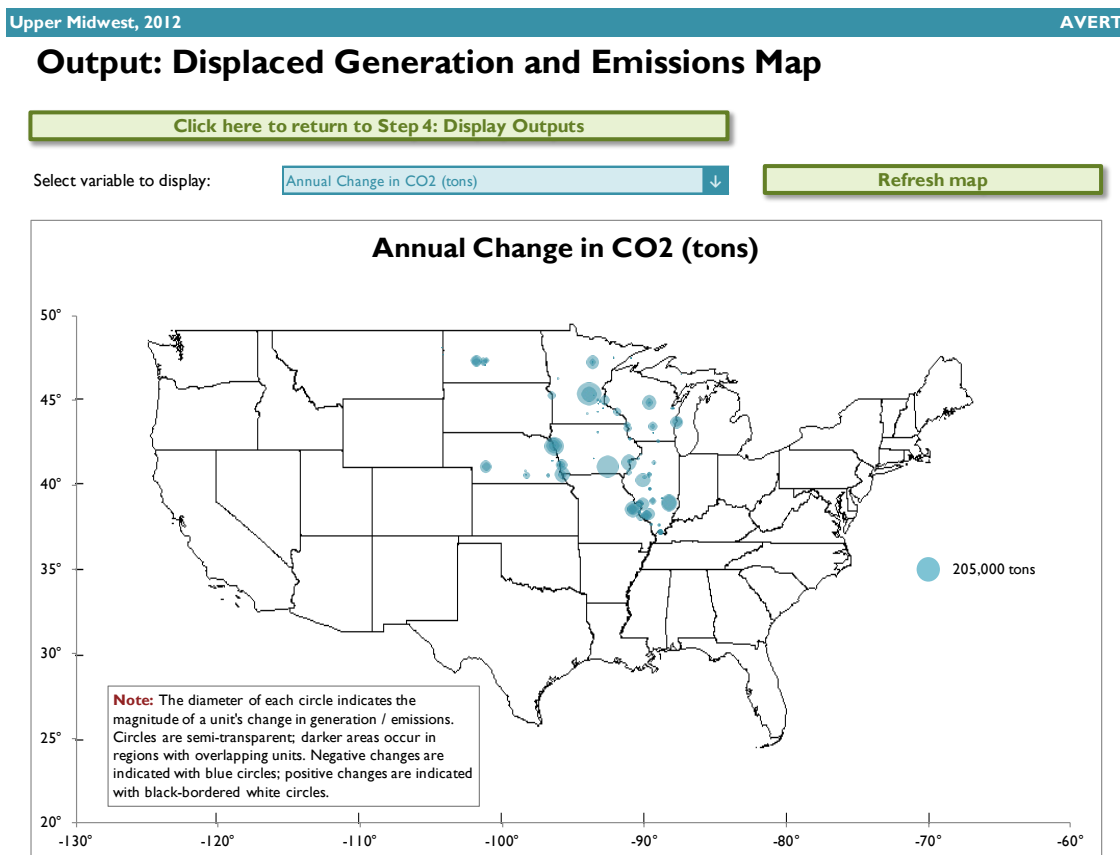 Upper Midwest, 2012
AVERT
Output: Displaced Generation and Emissions Map
Click here to return to Step 4: Display Outputs
Select variable to display:
Annual Change in CO2 (tons)
Refresh map
Annual Change in CO2 (tons)
50°
45°
40°
35°
30°
25°
20°
205,000 tons
Note: The diameter of each circle indicates the
magnitude of a unit's change in generation / emissions.
Circles are semi-transparent; darker areas occur in
regions with overlapping units. Negative changes are
indicated with blue circles; positive changes are indicated
with black-bordered white circles.
-130°
-120°
-110°
-100°
-90°
-80°
-70°
-60°